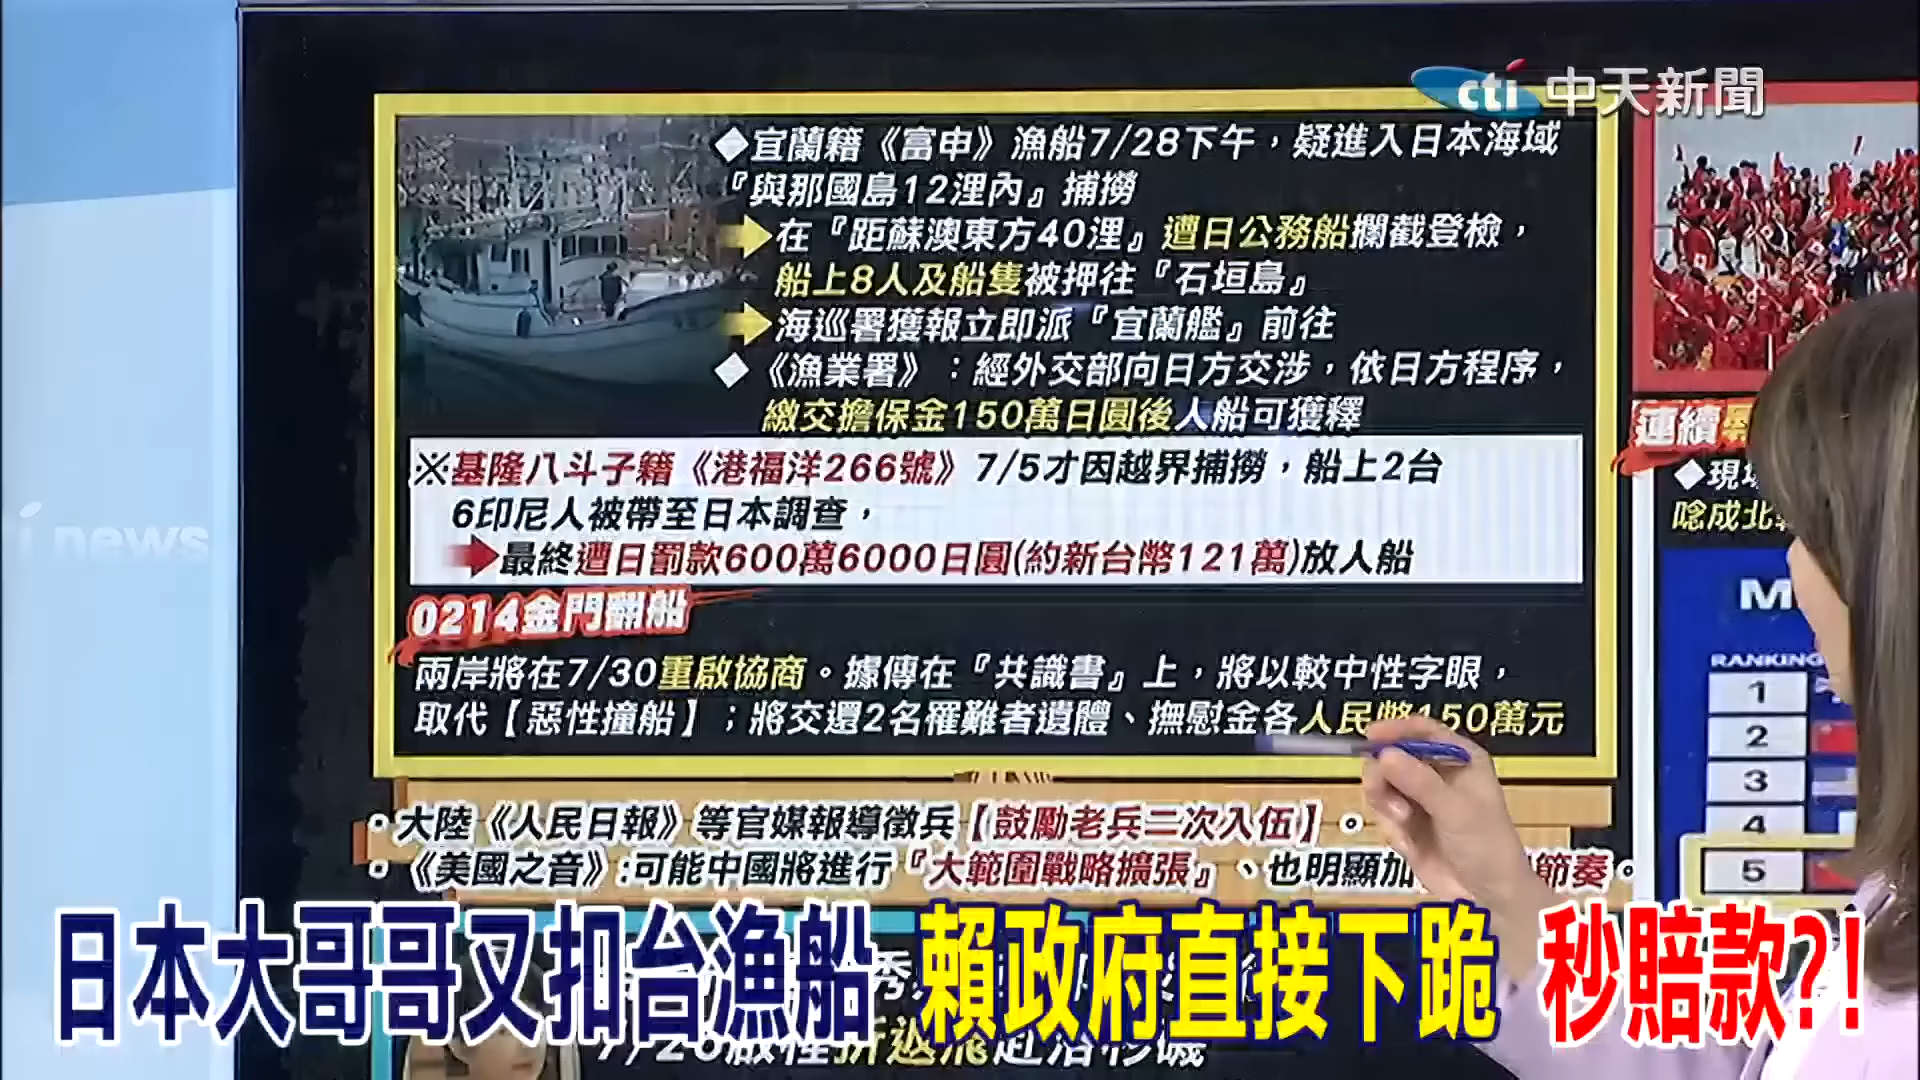 cti 中天新聞
◆宜蘭籍《富申》漁船7/28下午，疑進入日本海域
『與那國島12浬內』捕撈
在『距蘇澳東方40浬』遭日公務船攔截登檢，
船上8人及船隻被押往『石垣島』
海巡署獲報立即派『宜蘭艦』前往
◆《漁業署》：經外交部向日方交涉，依日方程序，
繳交擔保金150萬日圓後人船可獲釋
※基隆八斗子籍《港福洋266號》7/5才因越界捕撈，船上2台
6印尼人被帶至日本調查，
最終遭日罰款600萬6000日圓(約新台幣121萬)放人船
0214金門翻船
兩岸將在7/30重啟協商。據傳在『共識書』上，將以較中性字眼，
取代【惡性撞船】；將交還2名罹難者遺體、撫慰金各人民幣150萬元
・大陸《人民日報》等官媒報導徵兵【鼓勵老兵二次入伍】。
・《美國之音》:可能中國將進行『大範圍戰略擴張』、也明顯加 節奏。
連續
◆現場
唸成北
M
RANKING
1
2
3
4
5
i news
日本大哥哥又扣台漁船 賴政府直接下跪 秒賠款?!